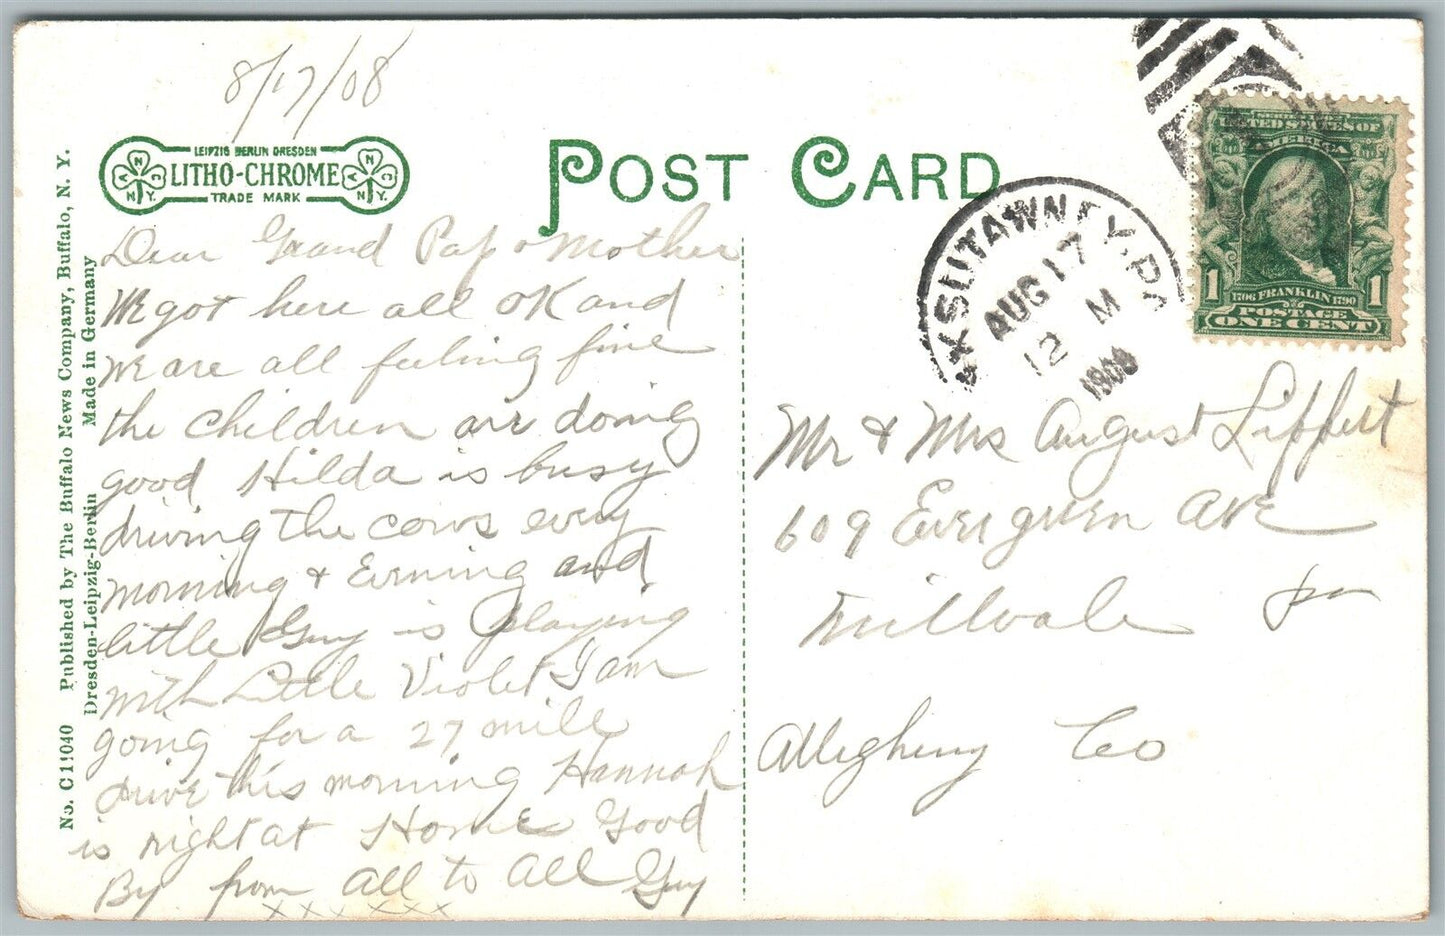 8/17/08
LEIPZIG BERLIN DRESDEN
LITHO-CHROME
TRADE MARK
A N C
N Y.
A N C
N Y.
POST CARD
No. C11040 Published by The Buffalo News Company, Buffalo, N. Y.
Dresden-Leipzig-Berlin Made in Germany
Dear Grand Pap & Mother
We got here all OK and
we are all feeling fine
the children are doing
good Hilda is busy
driving the cows every
morning & Evening and
little Guy is playing
with Little Violet I am
going for a 27 mile
drive this morning Hannah
is right at Home Good
By from all to all Guy
x x x x x x
XSUTAWNEY, PA
AUG 17
12 M
1908
UNITED STATES OF
AMERICA
1 1
1706 FRANKLIN 1790
POSTAGE
ONE CENT
Mr & Mrs August Lippert
609 Evergreen Ave
Millvale Pa
Allegheny Co